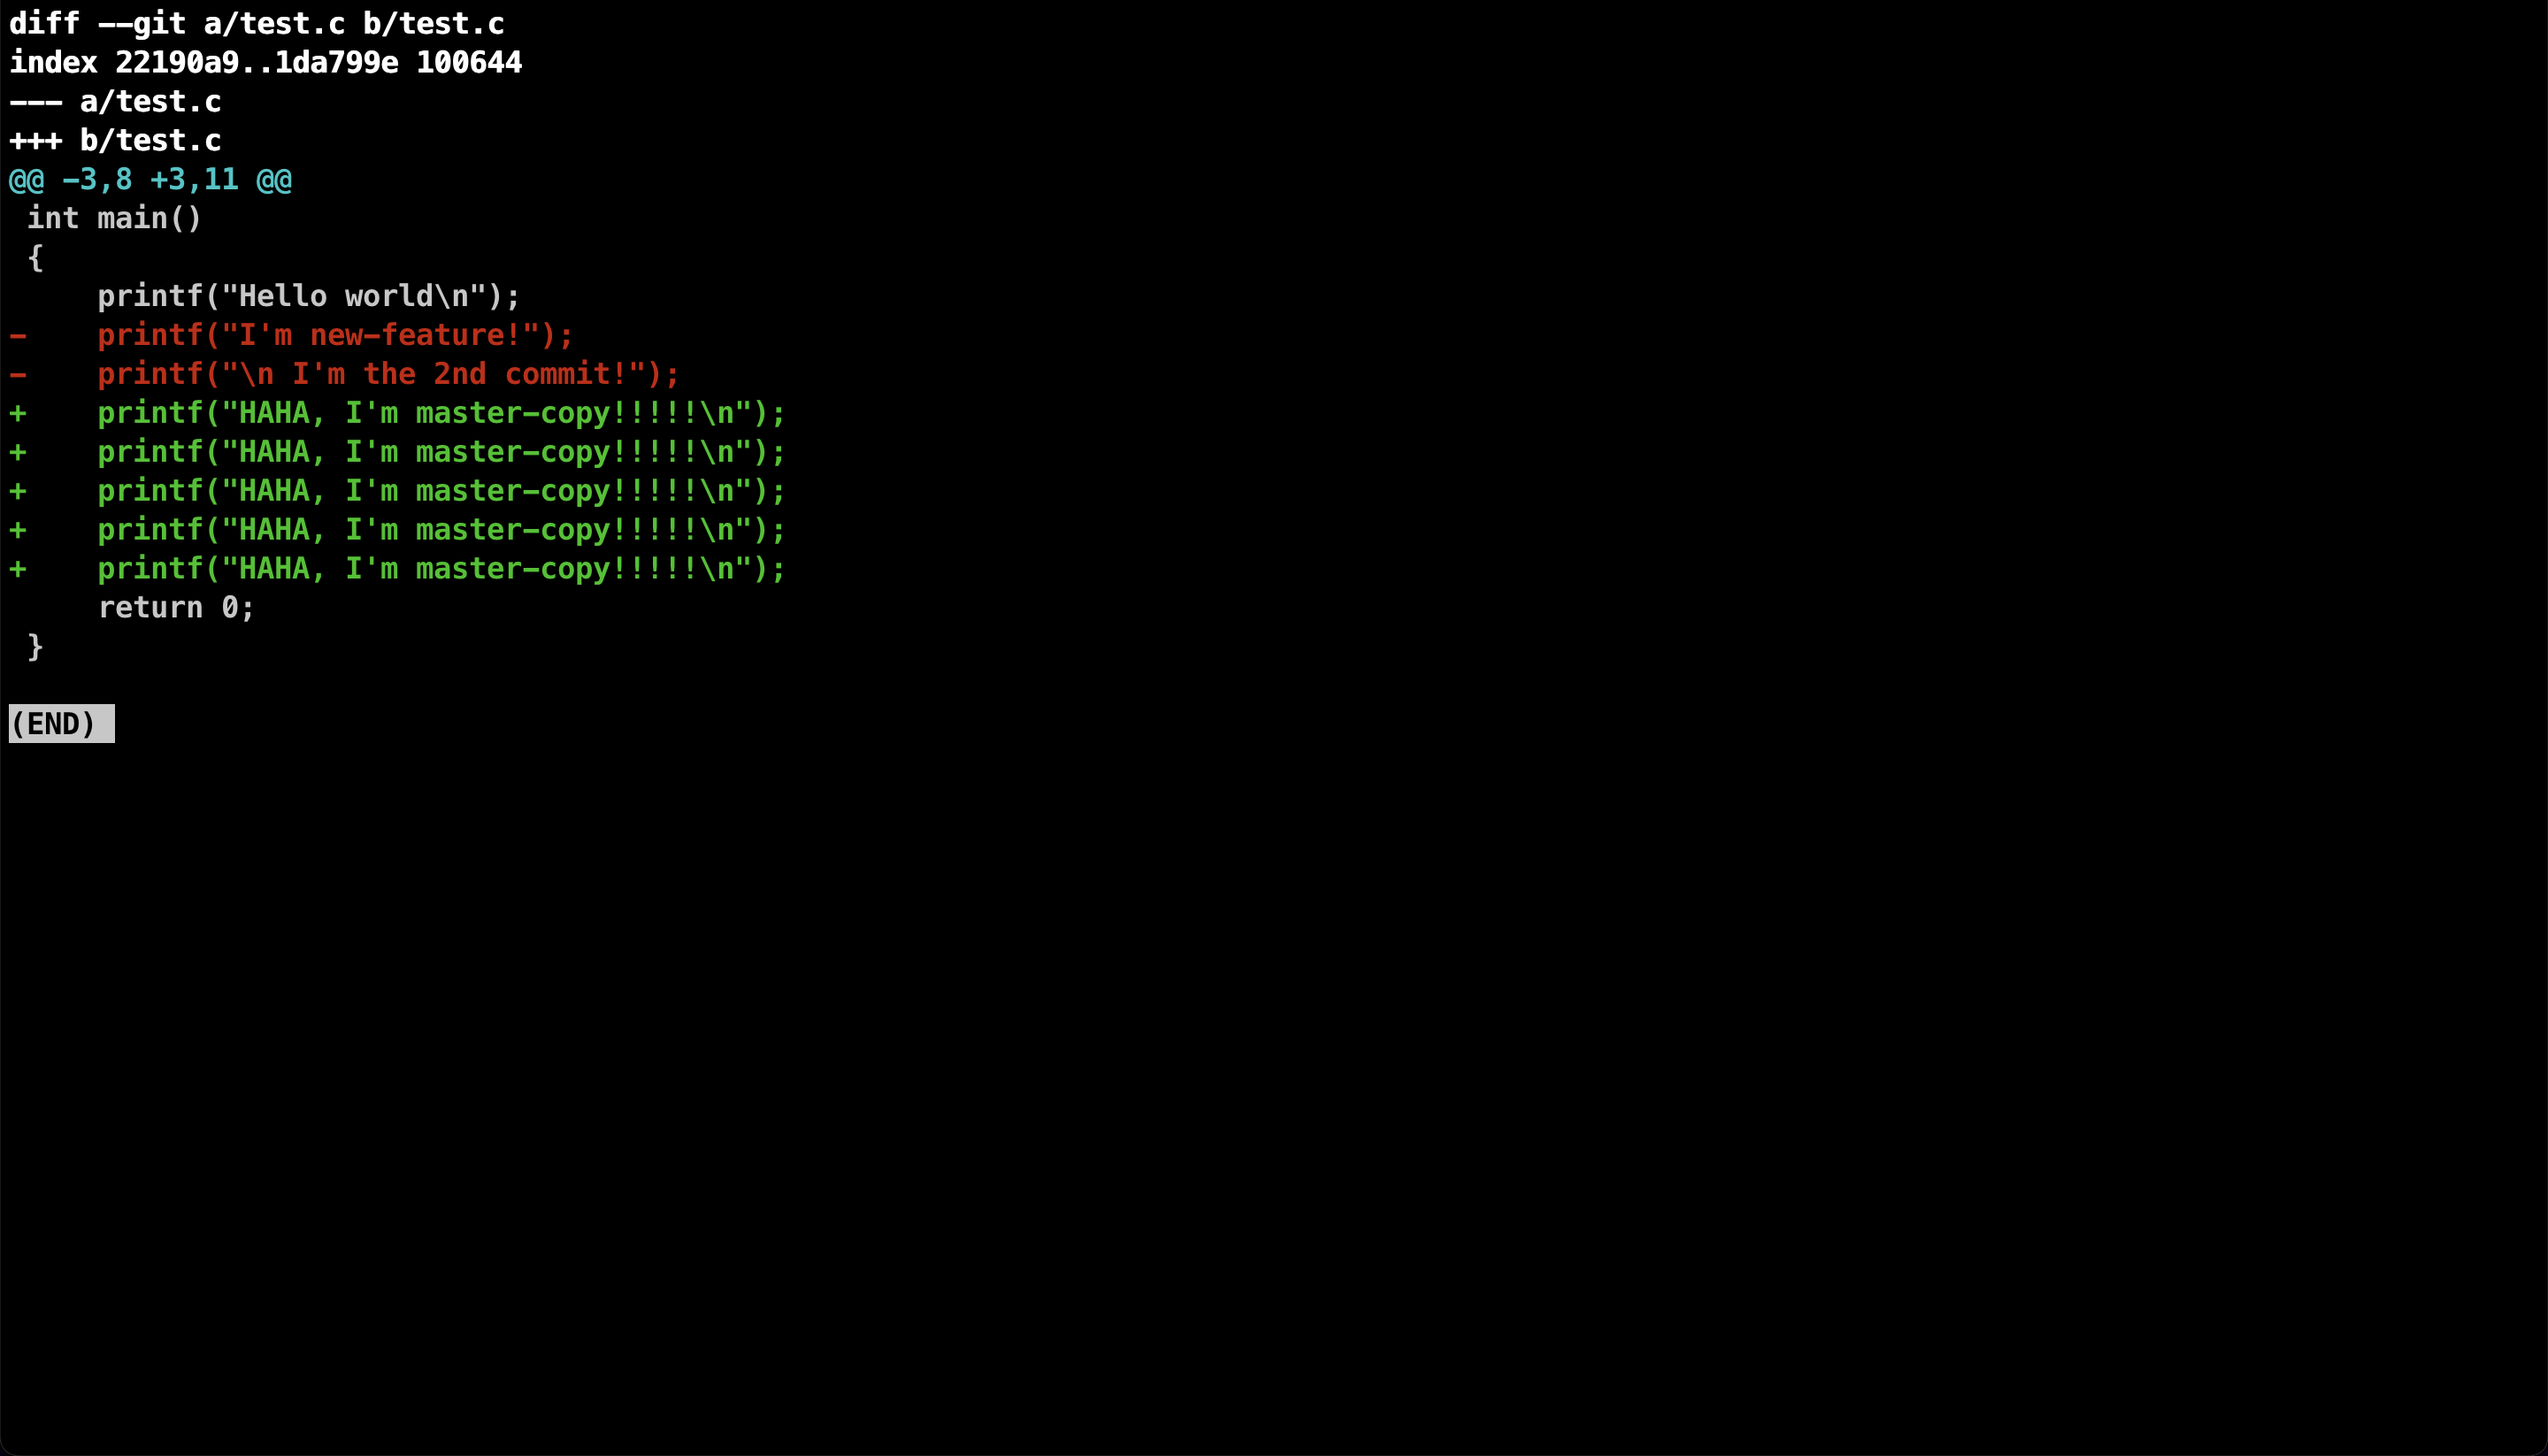 diff --git a/test.c b/test.c
index 22190a9..1da799e 100644
--- a/test.c
+++ b/test.c
@@ -3,8 +3,11 @@
 int main()
 {
     printf("Hello world\n");
-    printf("I'm new-feature!");
-    printf("\n I'm the 2nd commit!");
+    printf("HAHA, I'm master-copy!!!!!\n");
+    printf("HAHA, I'm master-copy!!!!!\n");
+    printf("HAHA, I'm master-copy!!!!!\n");
+    printf("HAHA, I'm master-copy!!!!!\n");
+    printf("HAHA, I'm master-copy!!!!!\n");
     return 0;
 }
(END)